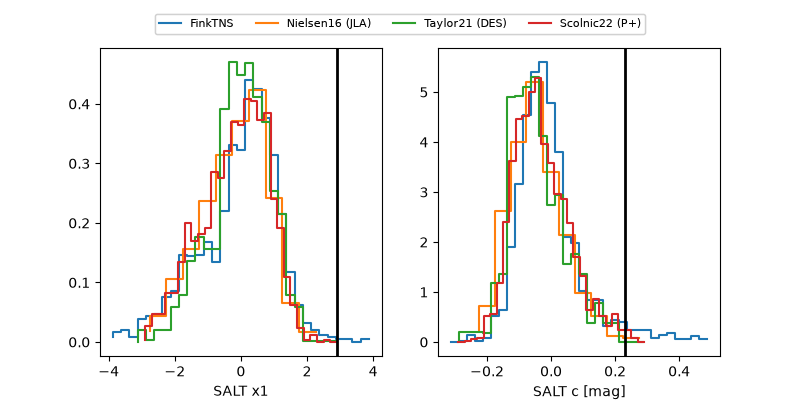 FinkTNS Nielsen16 (JLA) Taylor21 (DES) Scolnic22 (P+)
0.4
0.3
0.2
0.1
0.0
−4 −2 0 2 4
SALT x1
5
4
3
2
1
0
−0.2 0.0 0.2 0.4
SALT c [mag]